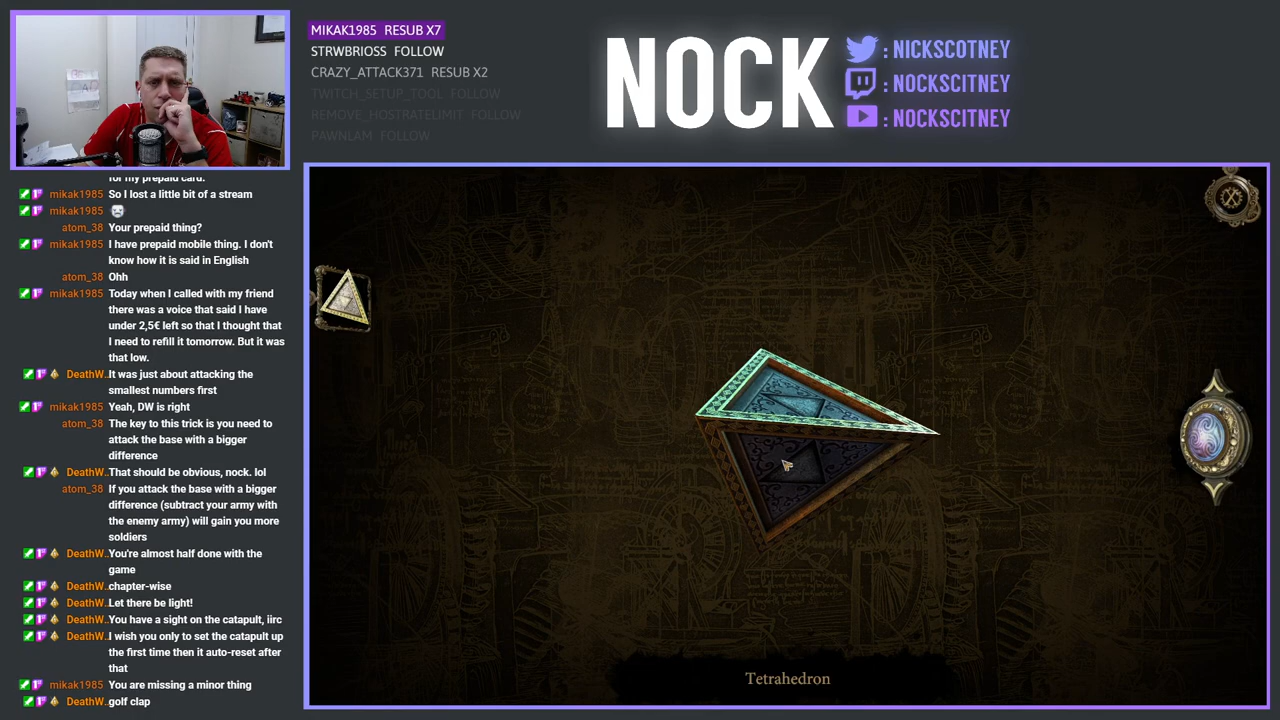 MIKAK1985 RESUB X7
STRWBRIOSS FOLLOW
CRAZY_ATTACK371 RESUB X2
TWITCH_SETUP_TOOL FOLLOW
REMOVE_HOSTRATELIMIT FOLLOW
PAWNLAM FOLLOW
NOCK
: NICKSCOTNEY
: NOCKSCITNEY
: NOCKSCITNEY
for my prepaid card.
mikak1985 So I lost a little bit of a stream
mikak1985
atom_38 Your prepaid thing?
mikak1985 I have prepaid mobile thing. I don't
know how it is said in English
atom_38 Ohh
mikak1985 Today when I called with my friend
there was a voice that said I have
under 2,5€ left so that I thought that
I need to refill it tomorrow. But it was
that low.
DeathW.. It was just about attacking the
smallest numbers first
mikak1985 Yeah, DW is right
atom_38 The key to this trick is you need to
attack the base with a bigger
difference
DeathW.. That should be obvious, nock. lol
atom_38 If you attack the base with a bigger
difference (subtract your army with
the enemy army) will gain you more
soldiers
DeathW.. You're almost half done with the
game
DeathW.. chapter-wise
DeathW.. Let there be light!
DeathW.. You have a sight on the catapult, iirc
DeathW.. I wish you only to set the catapult up
the first time then it auto-reset after
that
mikak1985 You are missing a minor thing
DeathW.. golf clap
Tetrahedron